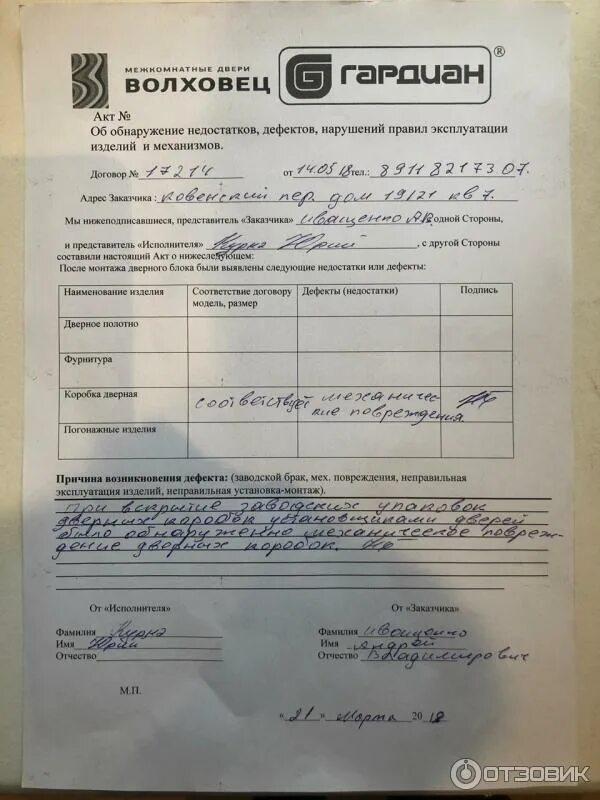 МЕЖКОМНАТНЫЕ ДВЕРИ
ВОЛХОВЕЦ
G ГАРДИАН ®
Акт №
Об обнаружение недостатков, дефектов, нарушений правил эксплуатации
изделий и механизмов.
Договор № 17214 от 14.05.18 тел.: 8911 8217307.
Адрес Заказчика : Ковенский пер. дом 19/21 кв 7.
Мы нижеподписавшиеся, представитель "Заказчика" Иващенко А.В. одной Стороны,
и представитель «Исполнителя» Курка Юрий, с другой Стороны
составили настоящий Акт о нижеследующем:
После монтажа дверного блока были выявлены следующие недостатки или дефекты:
Наименование изделия Соответствие договору Дефекты (недостатки) Подпись
модель, размер
Дверное полотно
Фурнитура
Коробка дверная соответствует механичес-
кие повреждения.
Погонажные изделия
Причина возникновения дефекта: (заводской брак, мех. повреждения, неправильная
эксплуатация изделий, неправильная установка-монтаж).
При вскрытие заводских упаковок
дверных коробок установщиками дверей
было обнаруженно механическое повреж-
дение дверных коробок.
От «Исполнителя» От «Заказчика»
Фамилия Курка Фамилия Иващенко
Имя Юрий Имя Андрей
Отчество Отчество Владимирович
М.П.
«21» Марта 2018
ОТЗОВИК